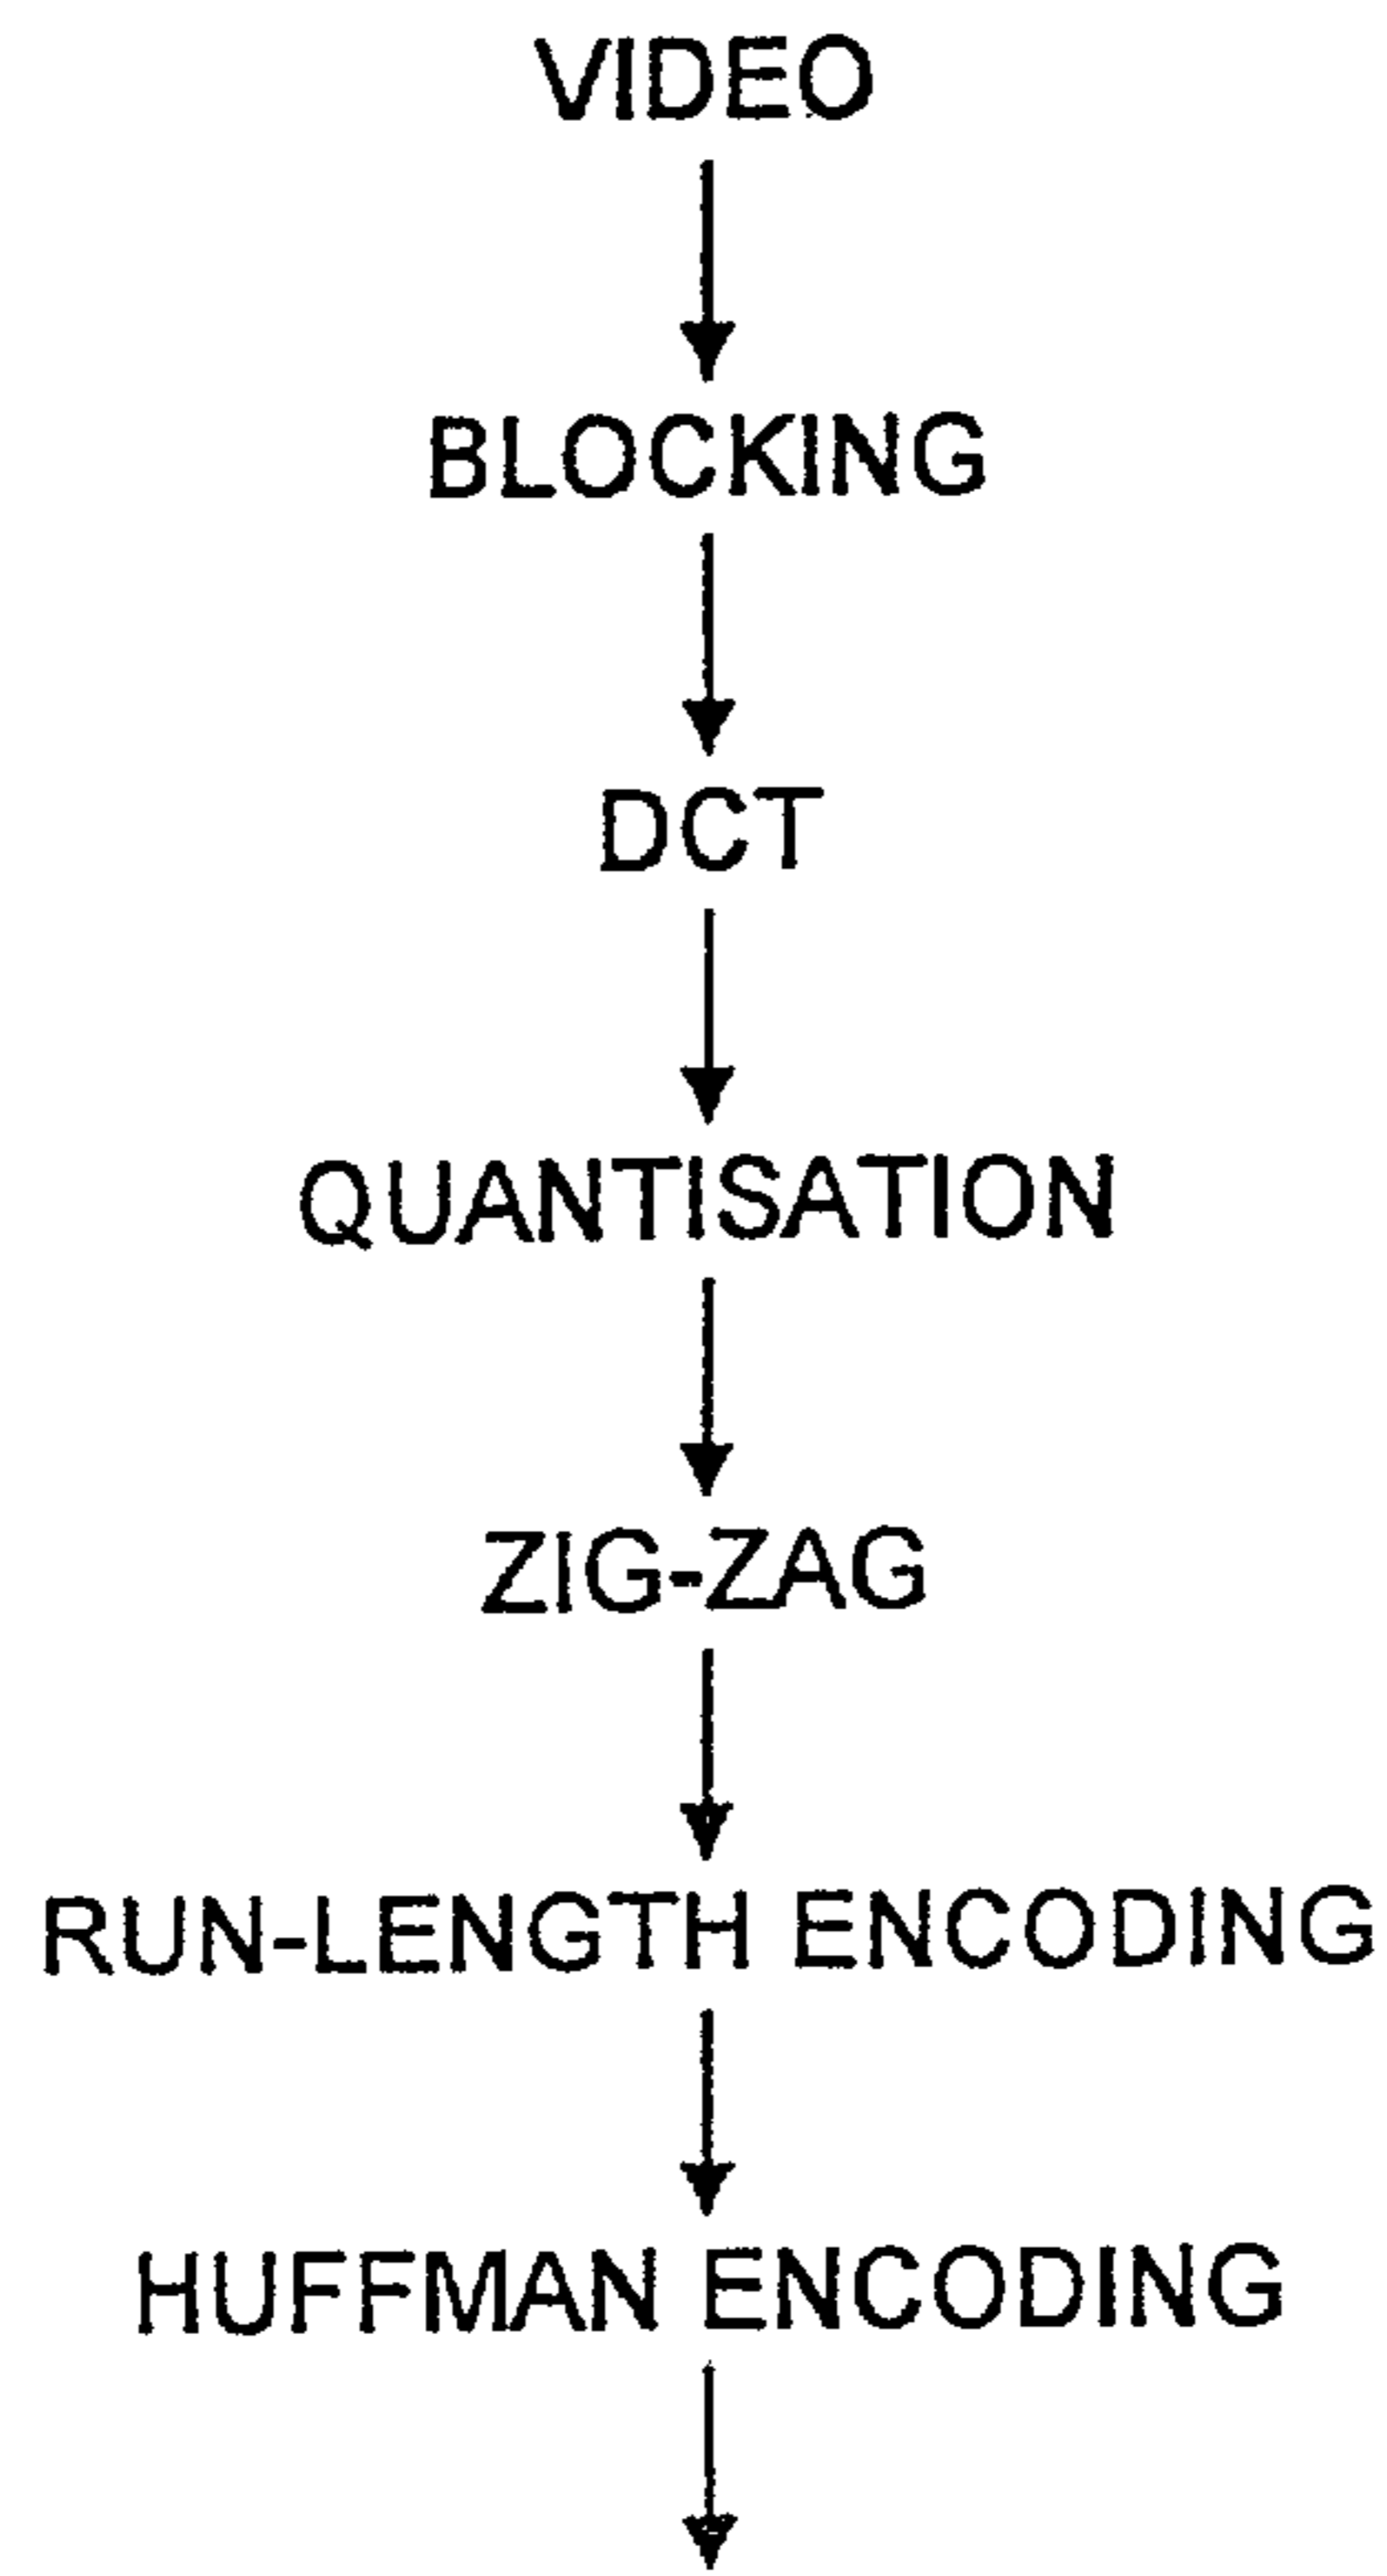 VIDEO
BLOCKING
DCT
QUANTISATION
ZIG-ZAG
RUN-LENGTH ENCODING
HUFFMAN ENCODING